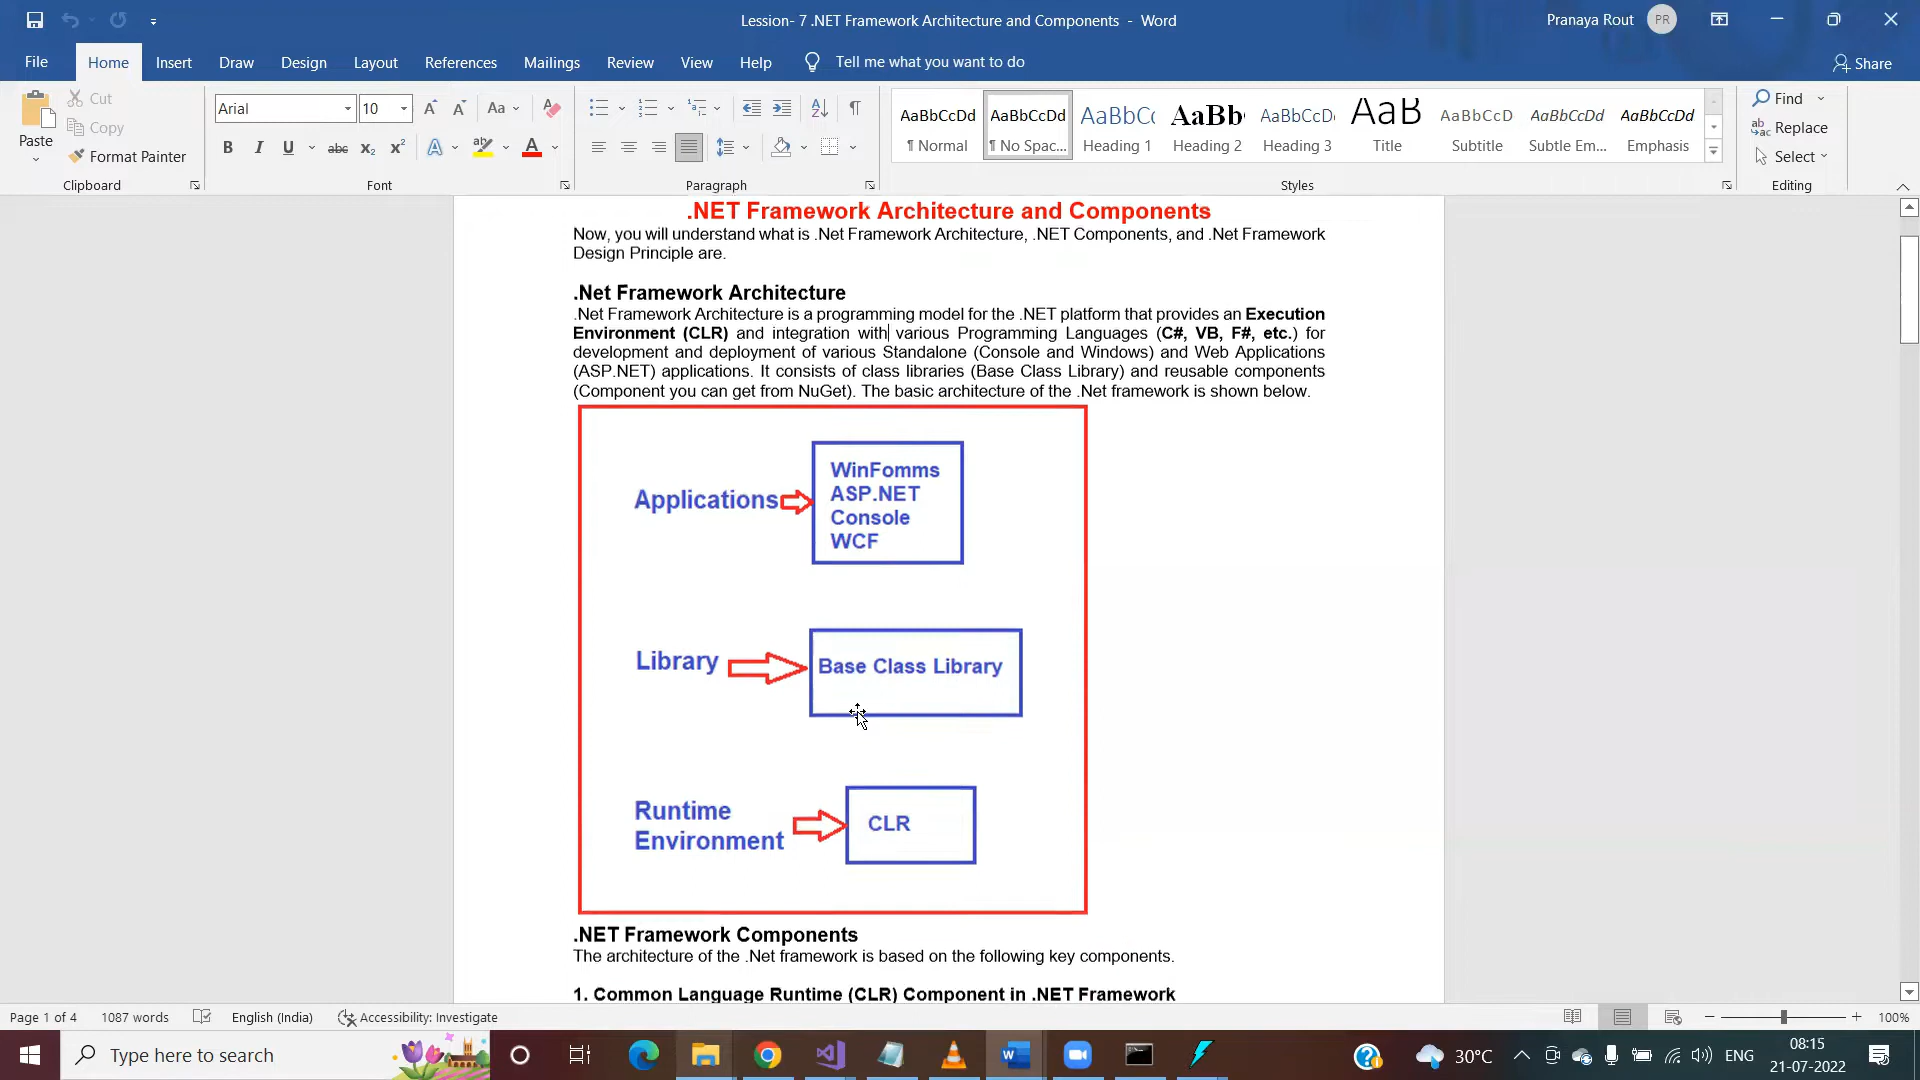 Lession- 7 .NET Framework Architecture and Components - Word
Pranaya Rout PR
File Home Insert Draw Design Layout References Mailings Review View Help Tell me what you want to do Share
Paste
Cut
Copy
Format Painter
Clipboard
Arial 10 Aa
B I U abc x₂ x² A A
Font
Paragraph
AaBbCcDd AaBbCcDd AaBbCc AaBb AaBbCcD AaB AaBbCcD AaBbCcDd AaBbCcDd
¶ Normal ¶ No Spac... Heading 1 Heading 2 Heading 3 Title Subtitle Subtle Em... Emphasis
Styles
Find
Replace
Select
Editing
.NET Framework Architecture and Components
Now, you will understand what is .Net Framework Architecture, .NET Components, and .Net Framework
Design Principle are.
.Net Framework Architecture
.Net Framework Architecture is a programming model for the .NET platform that provides an Execution
Environment (CLR) and integration with various Programming Languages (C#, VB, F#, etc.) for
development and deployment of various Standalone (Console and Windows) and Web Applications
(ASP.NET) applications. It consists of class libraries (Base Class Library) and reusable components
(Component you can get from NuGet). The basic architecture of the .Net framework is shown below.
Applications
WinFomms
ASP.NET
Console
WCF
Library
Base Class Library
Runtime
Environment
CLR
.NET Framework Components
The architecture of the .Net framework is based on the following key components.
1. Common Language Runtime (CLR) Component in .NET Framework
Page 1 of 4 1087 words English (India) Accessibility: Investigate 100%
Type here to search
30°C ENG
08:15
21-07-2022